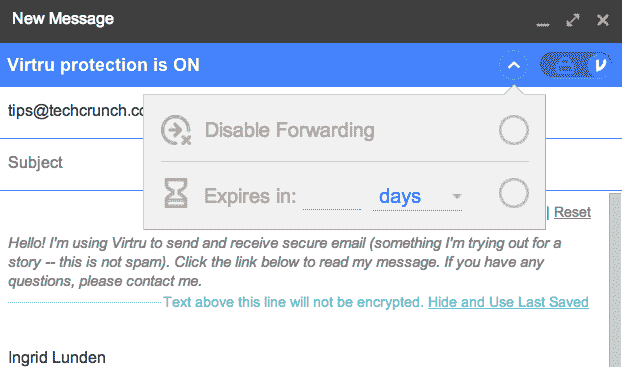 New Message
Virtru protection is ON
tips@techcrunch.co
Disable Forwarding
Subject
Expires in: days
| Reset
Hello! I'm using Virtru to send and receive secure email (something I'm trying out for a
story -- this is not spam). Click the link below to read my message. If you have any
questions, please contact me.
Text above this line will not be encrypted. Hide and Use Last Saved
Ingrid Lunden